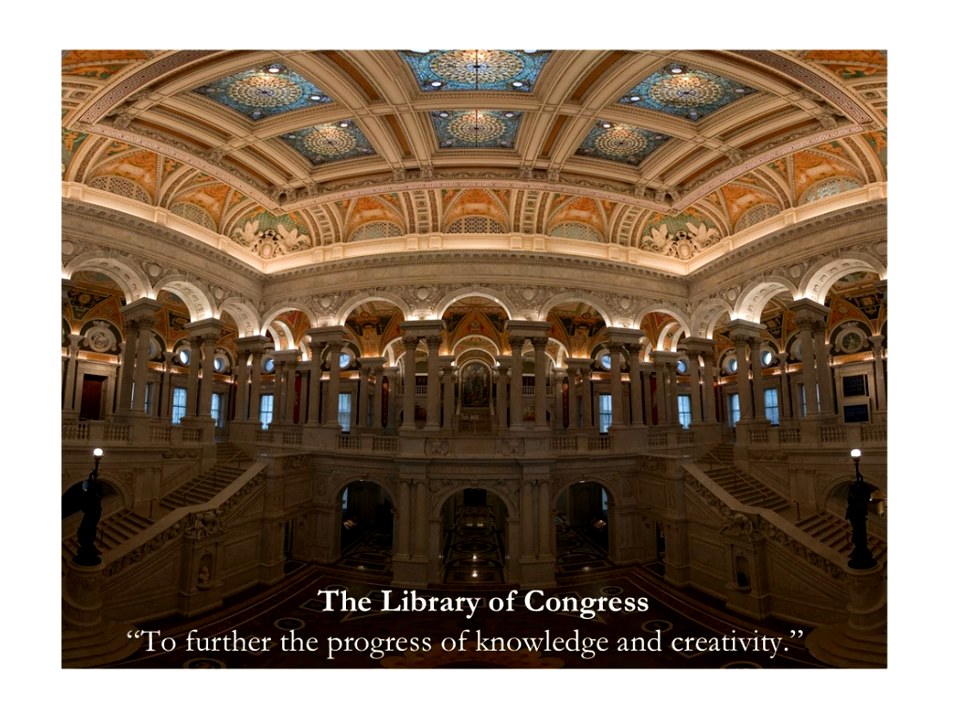 The Library of Congress
“To further the progress of knowledge and creativity.”